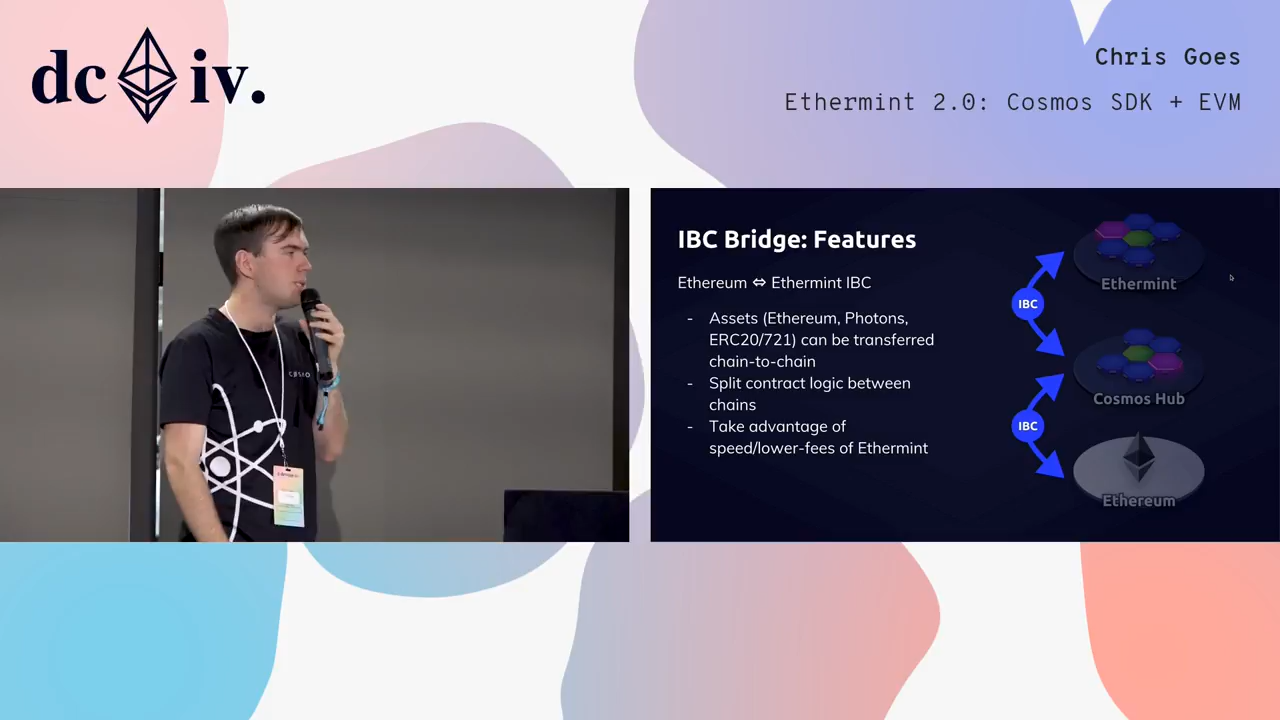 dc iv.
Chris Goes
Ethermint 2.0: Cosmos SDK + EVM
IBC Bridge: Features
Ethereum ⇔ Ethermint IBC
- Assets (Ethereum, Photons,
ERC20/721) can be transferred
chain-to-chain
- Split contract logic between
chains
- Take advantage of
speed/lower-fees of Ethermint
Ethermint
IBC
Cosmos Hub
IBC
Ethereum